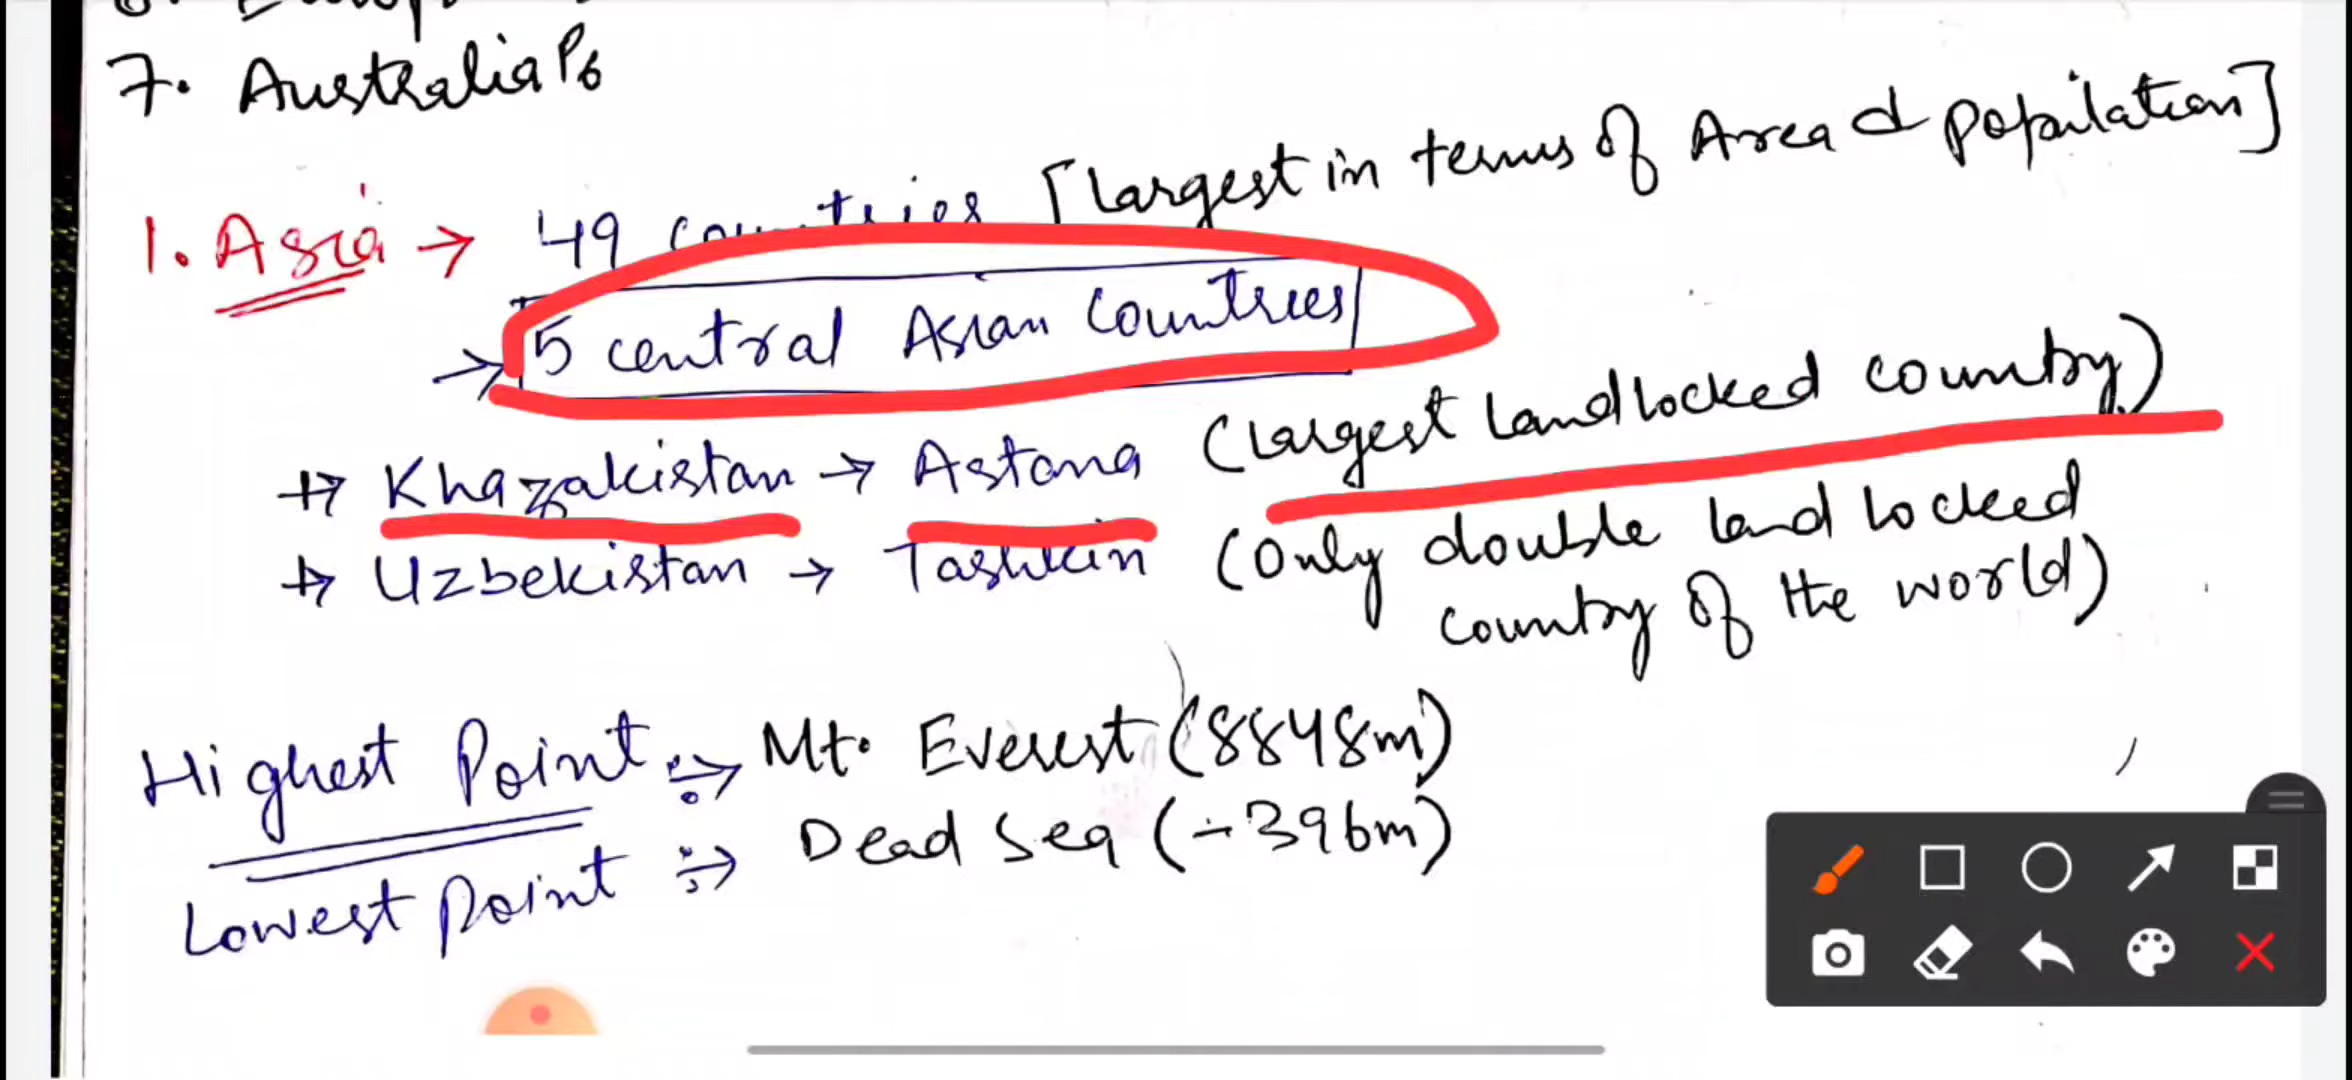 7. Australia
1. Asia → 49 countries [largest in terms of Area d population]
→ 5 central Asian Countries
→ Khazakistan → Astana (largest landlocked country)
→ Uzbekistan → Tashkin (Only double land locked
country of the world)
Highest Point :→ Mt. Everest (8848m)
Lowest point :→ Dead Sea (-396m)